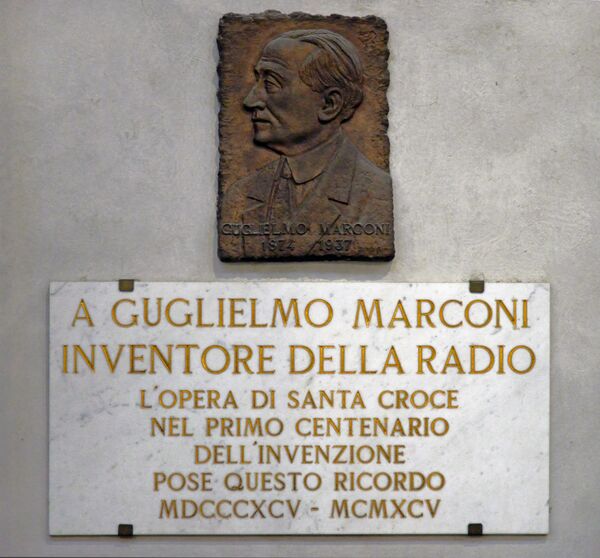 GUGLIELMO MARCONI
1874 1937
A GUGLIELMO MARCONI
INVENTORE DELLA RADIO
L'OPERA DI SANTA CROCE
NEL PRIMO CENTENARIO
DELL'INVENZIONE
POSE QUESTO RICORDO
MDCCCXCV - MCMXCV